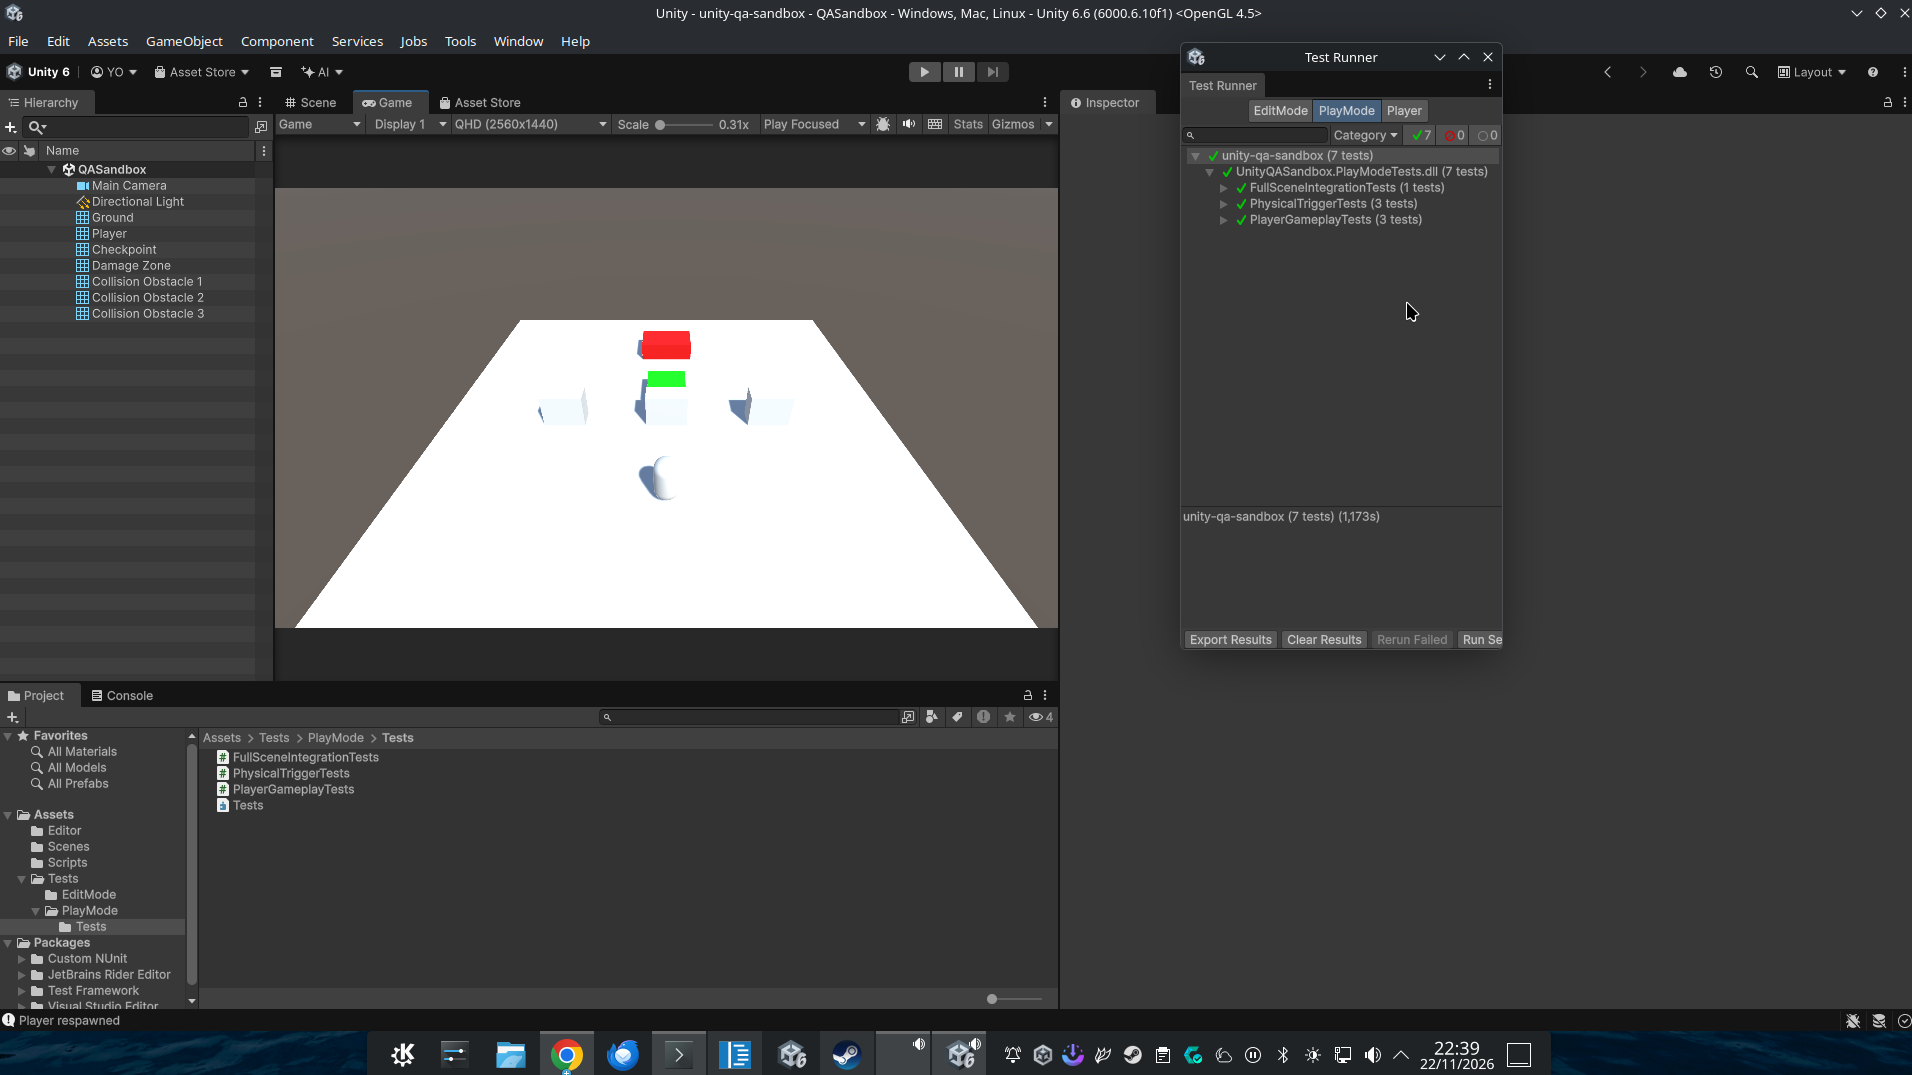 Unity - unity-qa-sandbox - QASandbox - Windows, Mac, Linux - Unity 6.6 (6000.6.10f1) <OpenGL 4.5>
File Edit Assets GameObject Component Services Jobs Tools Window Help
Unity 6 YO Asset Store AI Layout
Hierarchy
Name
QASandbox
Main Camera
Directional Light
Ground
Player
Checkpoint
Damage Zone
Collision Obstacle 1
Collision Obstacle 2
Collision Obstacle 3
Scene Game Asset Store
Game Display 1 QHD (2560x1440) Scale 0.31x Play Focused Stats Gizmos
Inspector
Test Runner
Test Runner
EditMode PlayMode Player
Category 7 0 0
unity-qa-sandbox (7 tests)
UnityQASandbox.PlayModeTests.dll (7 tests)
FullSceneIntegrationTests (1 tests)
PhysicalTriggerTests (3 tests)
PlayerGameplayTests (3 tests)
unity-qa-sandbox (7 tests) (1,173s)
Export Results Clear Results Rerun Failed Run Se
Project Console
4
Favorites
All Materials
All Models
All Prefabs
Assets
Editor
Scenes
Scripts
Tests
EditMode
PlayMode
Tests
Packages
Custom NUnit
JetBrains Rider Editor
Test Framework
Visual Studio Editor
Assets > Tests > PlayMode > Tests
FullSceneIntegrationTests
PhysicalTriggerTests
PlayerGameplayTests
Tests
Player respawned
22:39
22/11/2026